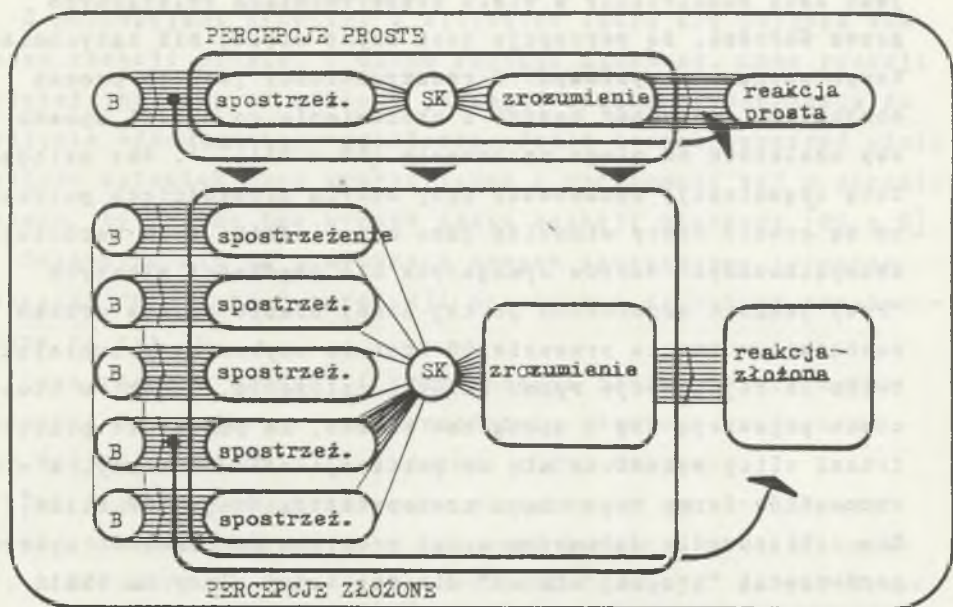 PERCEPCJE PROSTE
B spostrzeż. SK zrozumienie reakcja
prosta
B spostrzeżenie
B spostrzeż.
B spostrzeż. SK zrozumienie reakcja
złożona
B spostrzeż.
B spostrzeż.
PERCEPCJE ZŁOŻONE